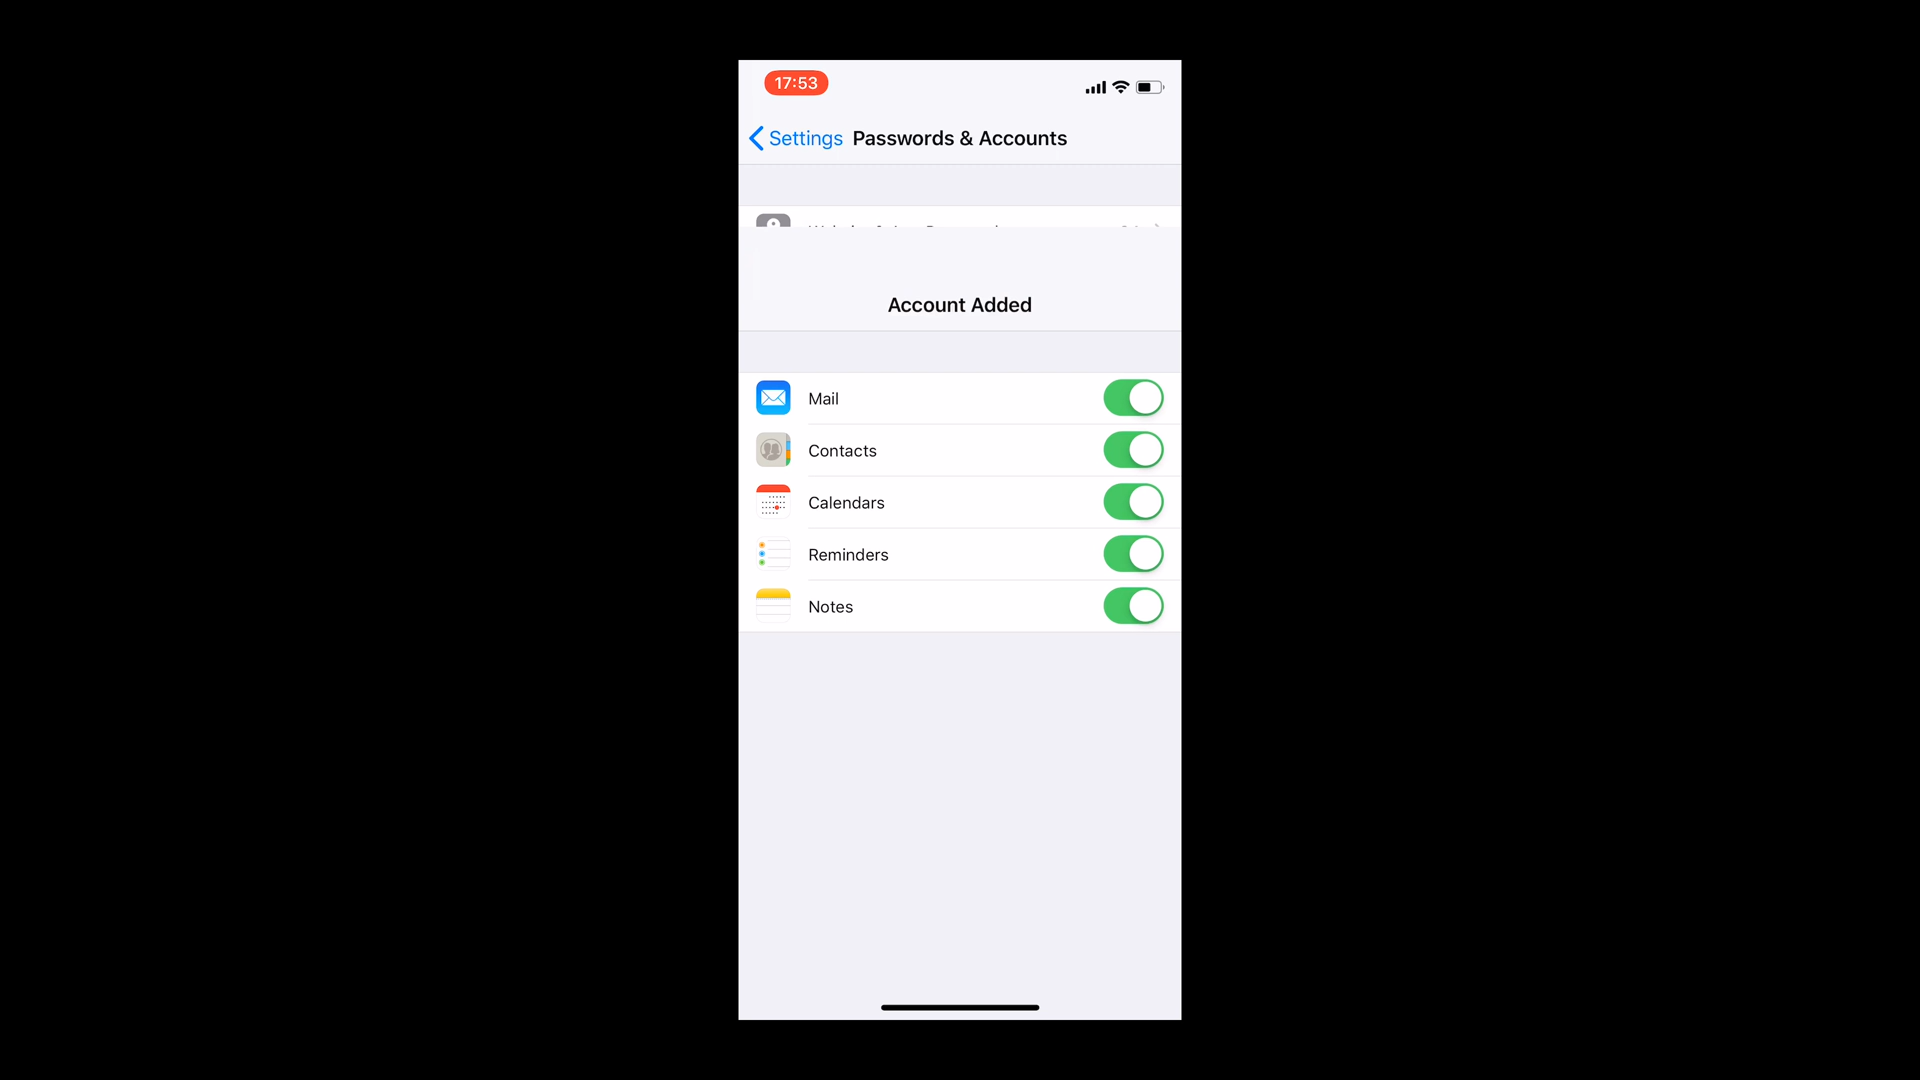 17:53
Settings Passwords & Accounts
Account Added
Mail
Contacts
Calendars
Reminders
Notes